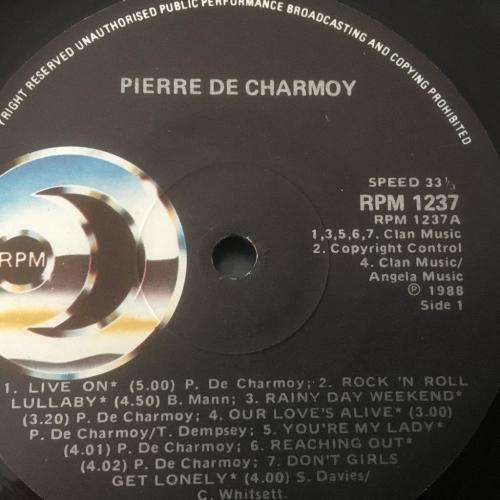 YRIGHT RESERVED UNAUTHORISED PUBLIC PERFORMANCE BROADCASTING AND COPYING PROHIBITED
PIERRE DE CHARMOY
SPEED 33⅓
RPM 1237
RPM 1237A
1,3,5,6,7. Clan Music
2. Copyright Control
4. Clan Music/
Angela Music
℗ 1988
Side 1
RPM
1. LIVE ON* (5.00) P. De Charmoy; 2. ROCK 'N ROLL
LULLABY* (4.50) B. Mann; 3. RAINY DAY WEEKEND*
(3.20) P. De Charmoy; 4. OUR LOVE'S ALIVE* (3.00)
P. De Charmoy/T. Dempsey; 5. YOU'RE MY LADY*
(4.01) P. De Charmoy; 6. REACHING OUT*
(4.02) P. De Charmoy; 7. DON'T GIRLS
GET LONELY* (4.00) S. Davies/
C. Whitsett.